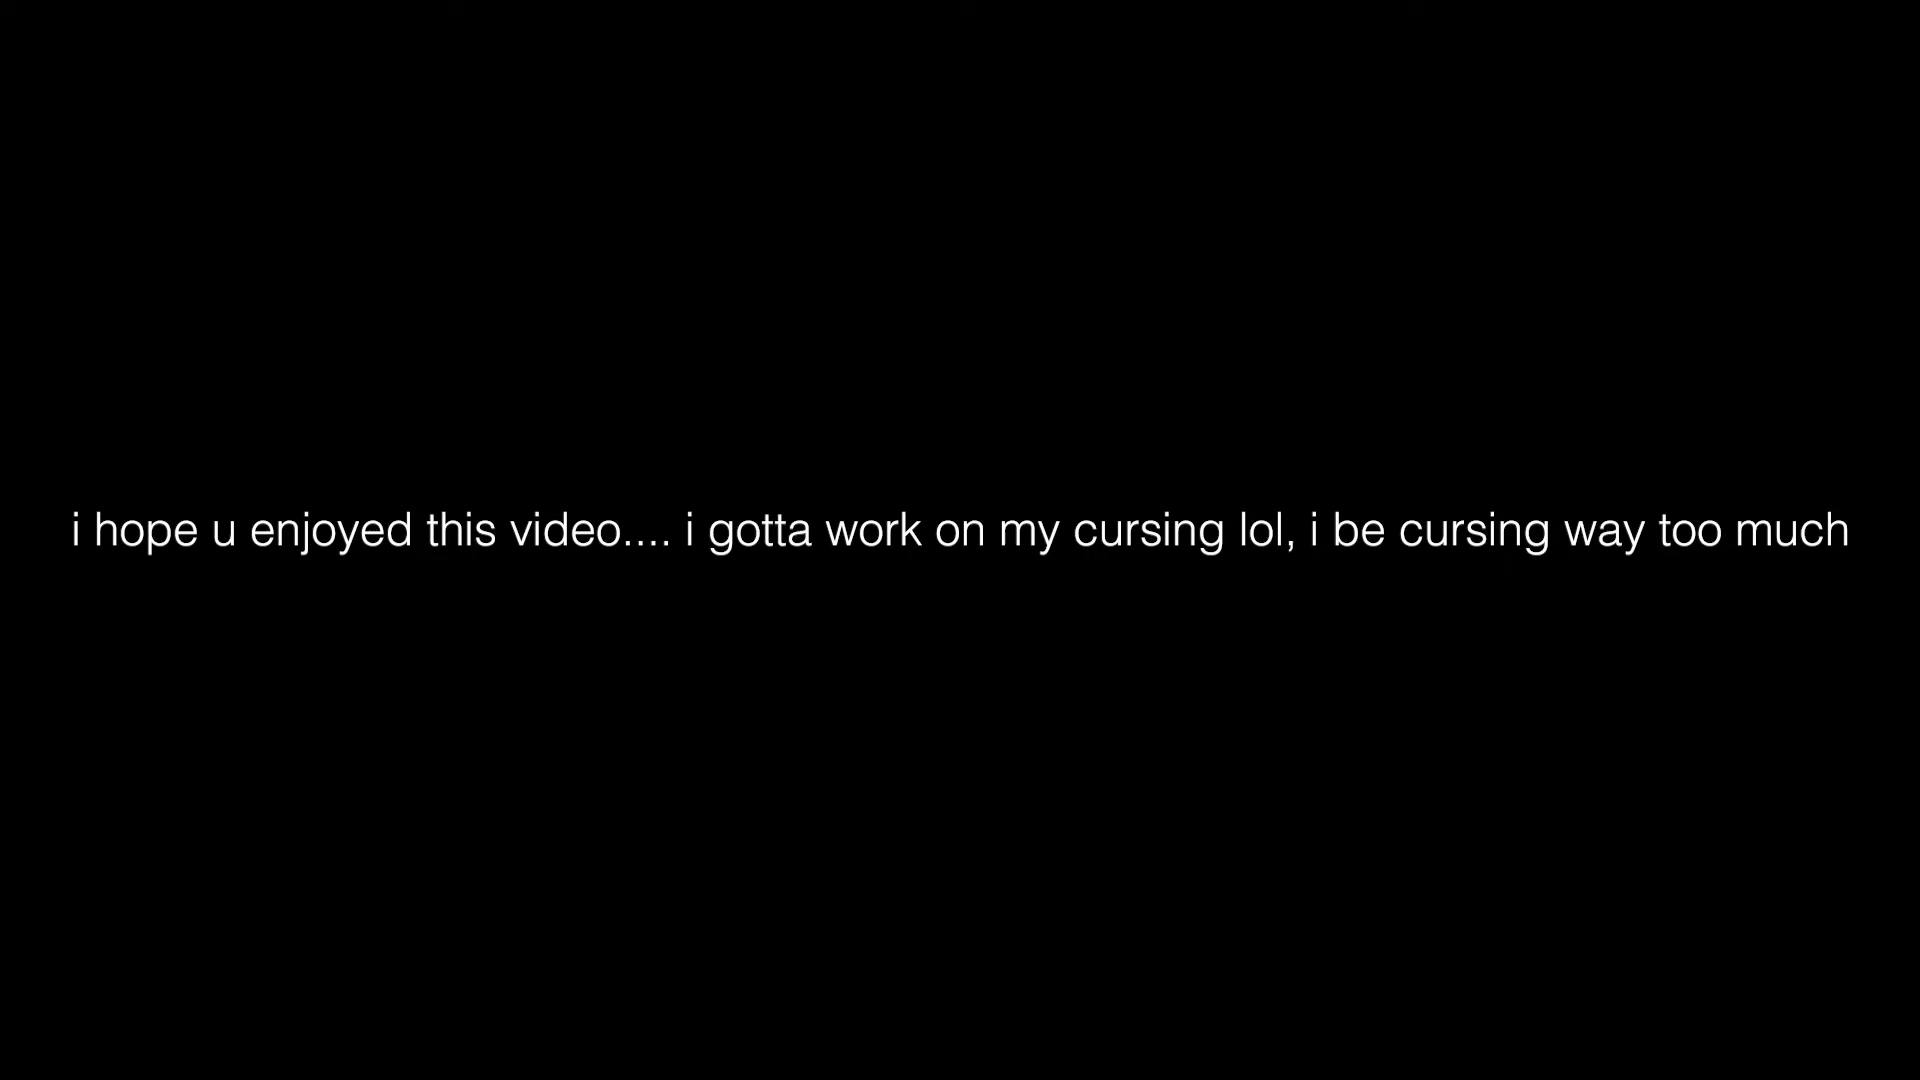 i hope u enjoyed this video.... i gotta work on my cursing lol, i be cursing way too much